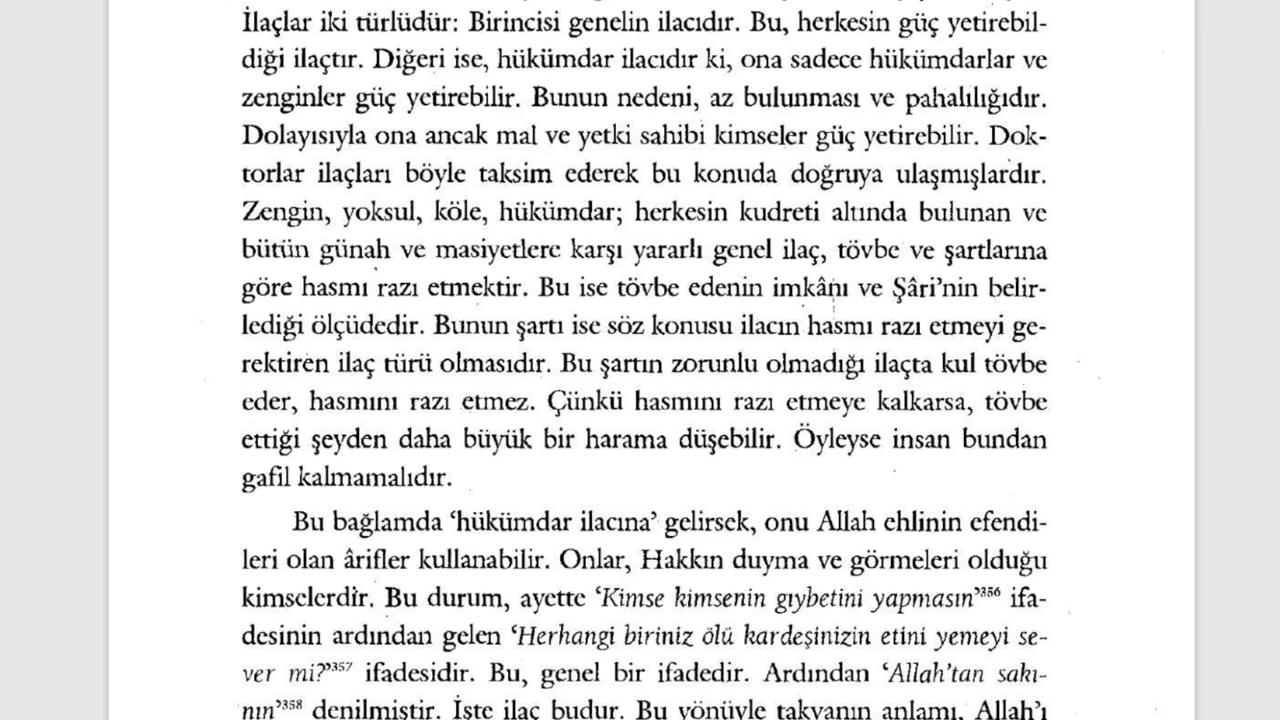 İlaçlar iki türlüdür: Birincisi genelin ilacıdır. Bu, herkesin güç yetirebil-
diği ilaçtır. Diğeri ise, hükümdar ilacıdır ki, ona sadece hükümdarlar ve
zenginler güç yetirebilir. Bunun nedeni, az bulunması ve pahalılığıdır.
Dolayısıyla ona ancak mal ve yetki sahibi kimseler güç yetirebilir. Dok-
torlar ilaçları böyle taksim ederek bu konuda doğruya ulaşmışlardır.
Zengin, yoksul, köle, hükümdar; herkesin kudreti altında bulunan ve
bütün günah ve masiyetlere karşı yararlı genel ilaç, tövbe ve şartlarına
göre hasmı razı etmektir. Bu ise tövbe edenin imkânı ve Şâri’nin belir-
lediği ölçüdedir. Bunun şartı ise söz konusu ilacın hasmı razı etmeyi ge-
rektiren ilaç türü olmasıdır. Bu şartın zorunlu olmadığı ilaçta kul tövbe
eder, hasmını razı etmez. Çünkü hasmını razı etmeye kalkarsa, tövbe
ettiği şeyden daha büyük bir harama düşebilir. Öyleyse insan bundan
gafil kalmamalıdır.
Bu bağlamda ‘hükümdar ilacına’ gelirsek, onu Allah ehlinin efendi-
leri olan ârifler kullanabilir. Onlar, Hakkın duyma ve görmeleri olduğu
kimselerdir. Bu durum, ayette ‘Kimse kimsenin gıybetini yapmasın’³⁵⁶ ifa-
desinin ardından gelen ‘Herhangi biriniz ölü kardeşinizin etini yemeyi se-
ver mi?’³⁵⁷ ifadesidir. Bu, genel bir ifadedir. Ardından ‘Allah’tan sakı-
nın’³⁵⁸ denilmiştir. İşte ilaç budur. Bu yönüyle takvanın anlamı, Allah’ı